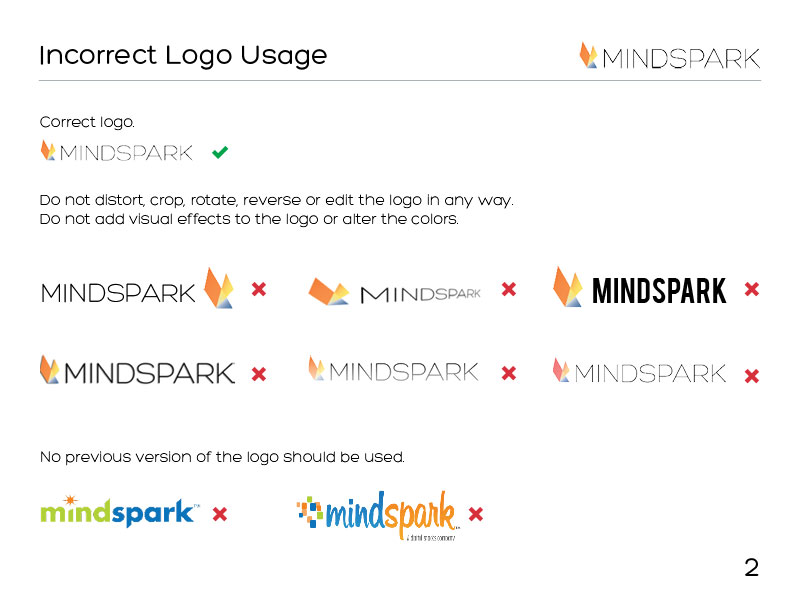 Incorrect Logo Usage
MINDSPARK
Correct logo.
MINDSPARK
Do not distort, crop, rotate, reverse or edit the logo in any way.
Do not add visual effects to the logo or alter the colors.
MINDSPARK
MINDSPARK
MINDSPARK
MINDSPARK
MINDSPARK
MINDSPARK
No previous version of the logo should be used.
mindspark™
mindspark
2